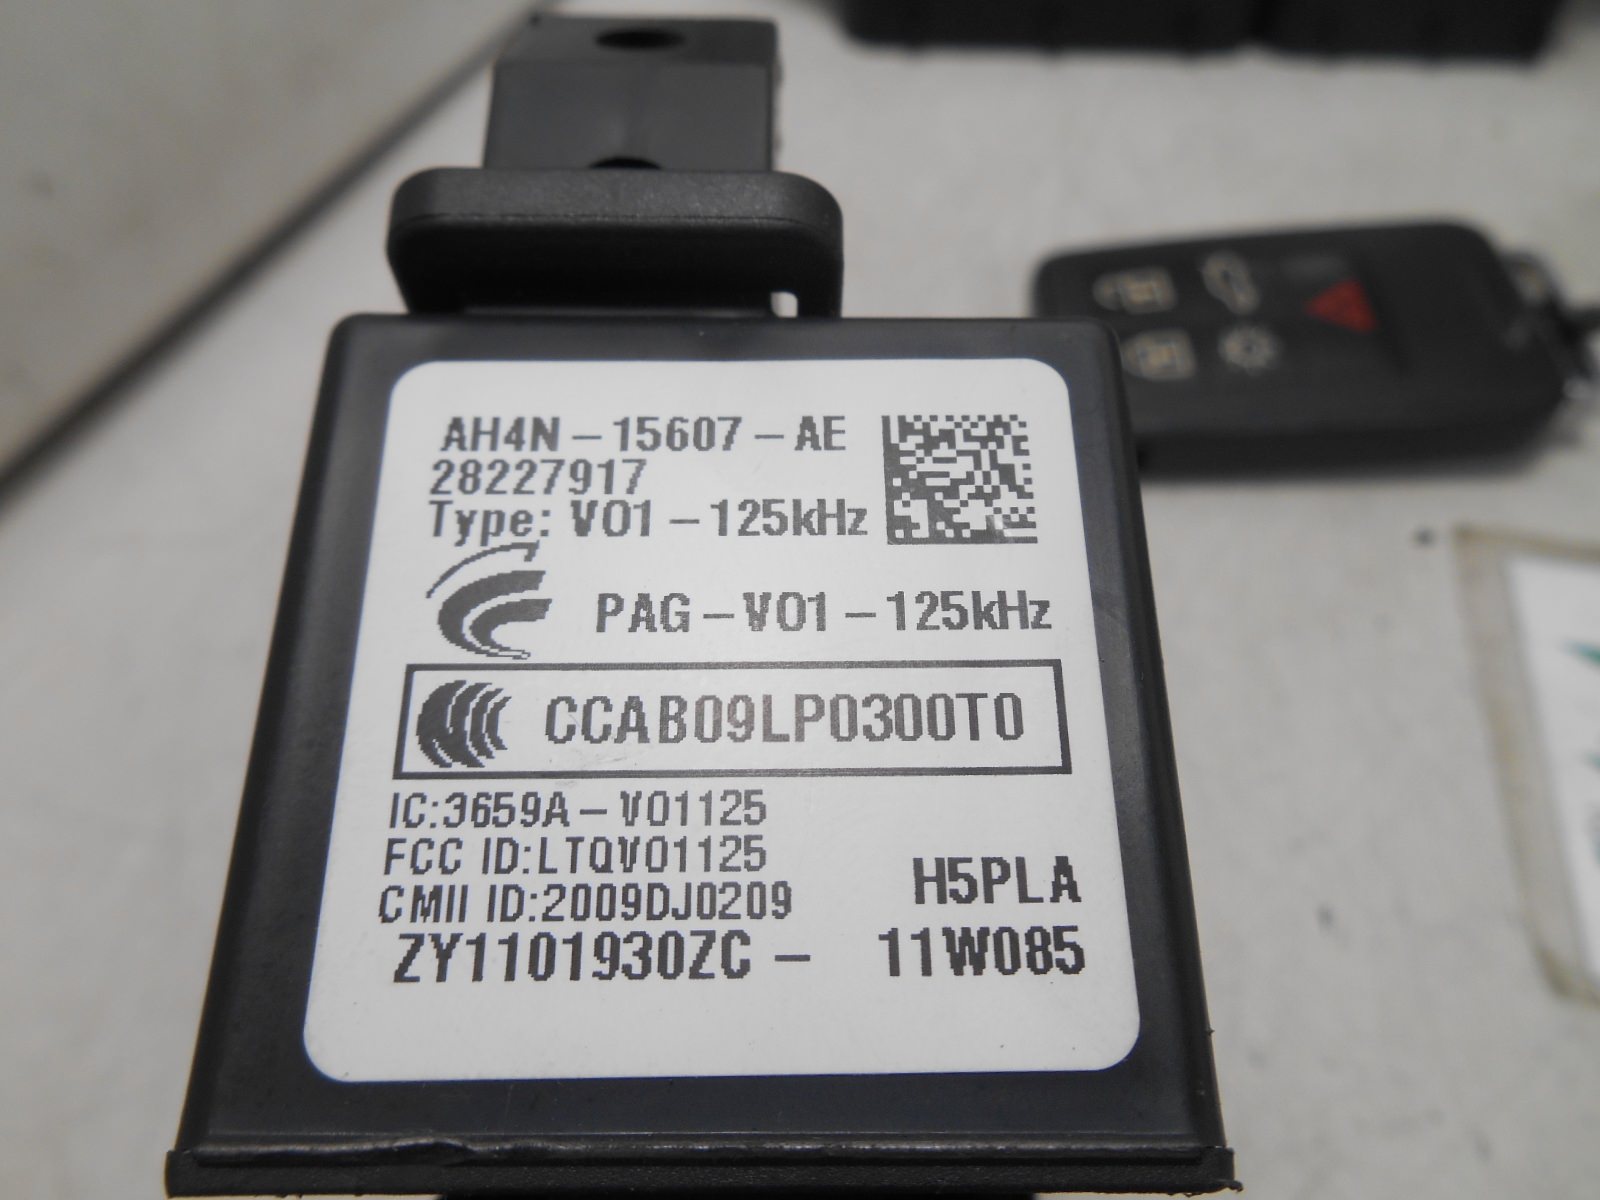 AH4N-15607-AE
28227917
Type: V01-125kHz
PAG-V01-125kHz
CCAB09LP0300T0
IC:3659A-V01125
FCC ID:LTQV01125
CMII ID:2009DJ0209
H5PLA
ZY1101930ZC- 11W085